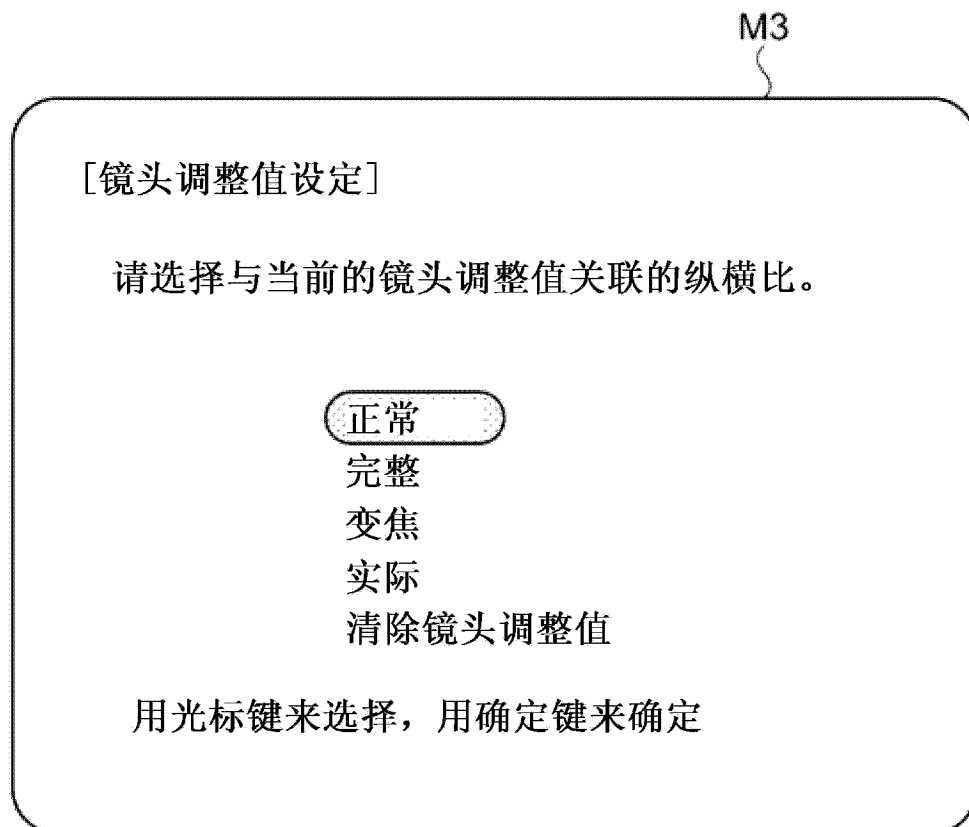 M3
[镜头调整值设定]
请选择与当前的镜头调整值关联的纵横比。
正常
完整
变焦
实际
清除镜头调整值
用光标键来选择，用确定键来确定